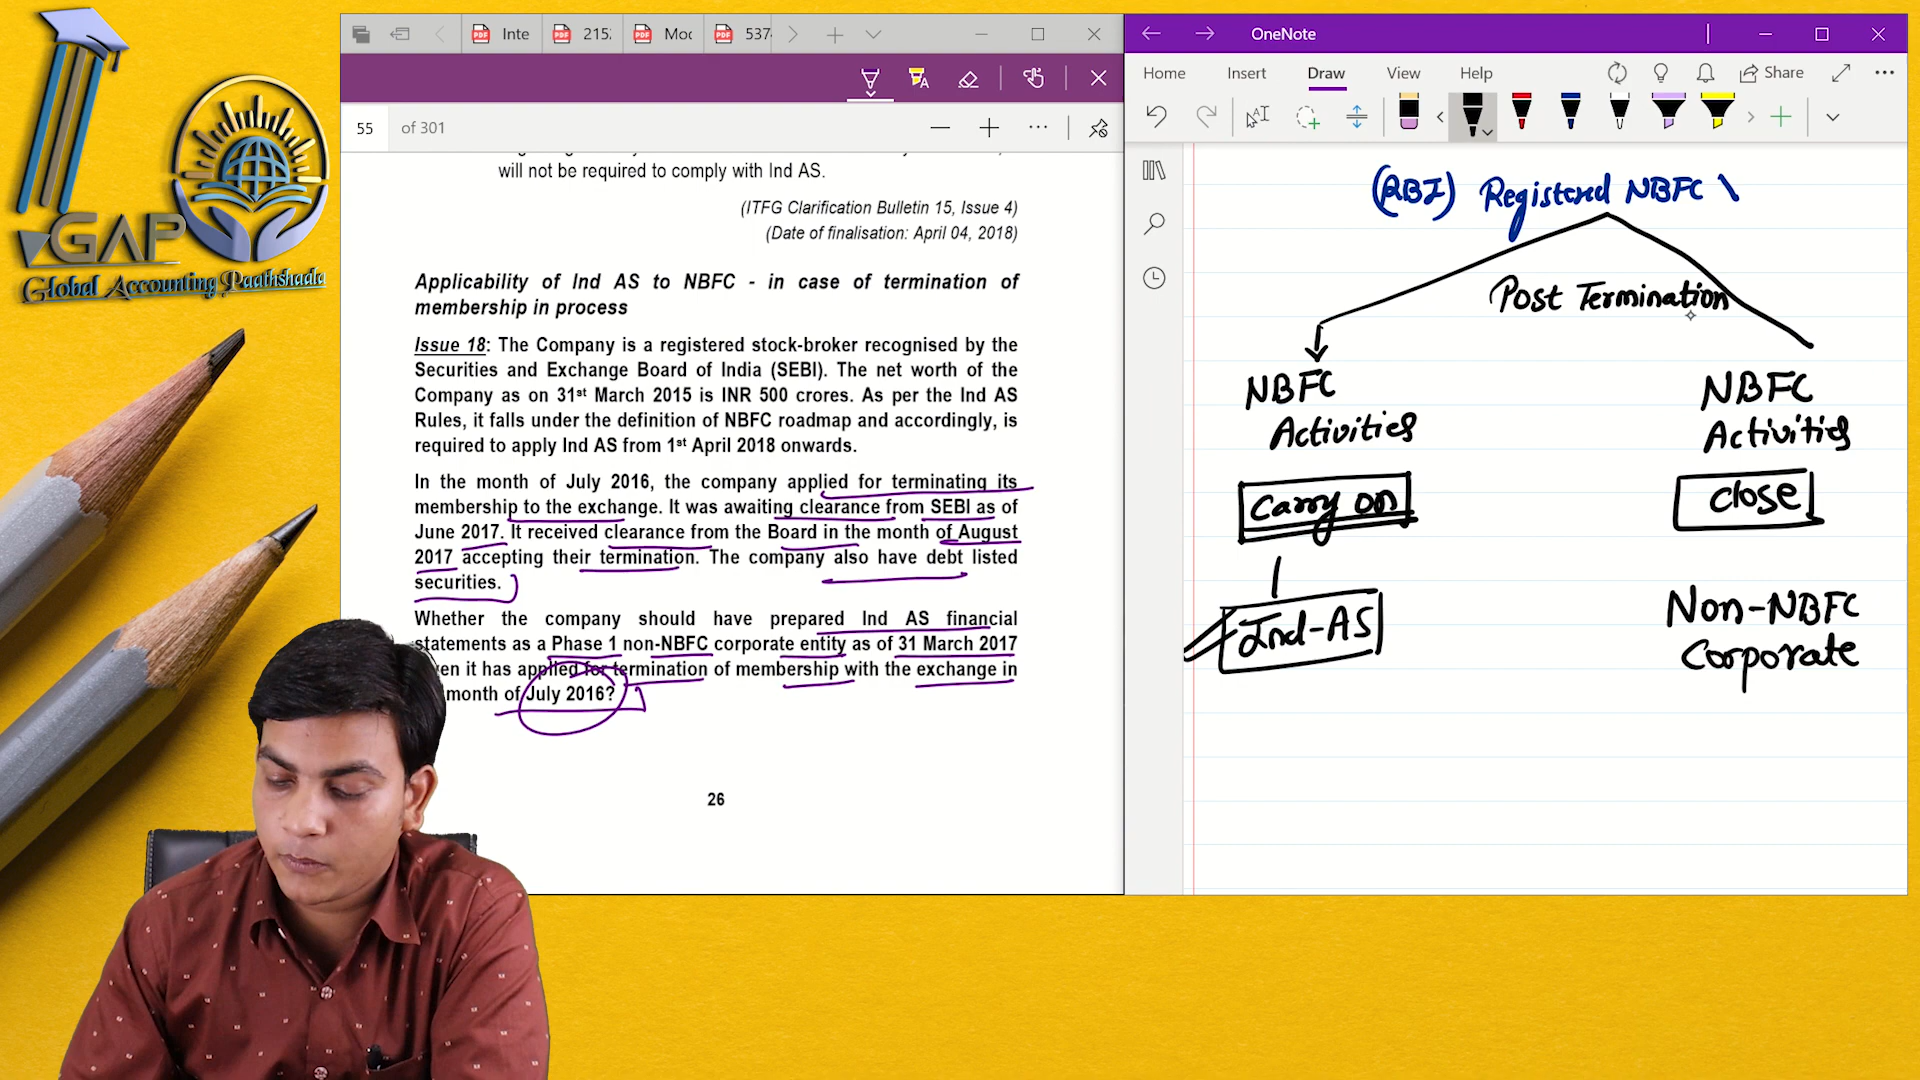 GAP
Global Accounting Paathshada
Inte
215
Moc
537
55 of 301
will not be required to comply with Ind AS.
(ITFG Clarification Bulletin 15, Issue 4)
(Date of finalisation: April 04, 2018)
Applicability of Ind AS to NBFC - in case of termination of
membership in process
Issue 18: The Company is a registered stock-broker recognised by the
Securities and Exchange Board of India (SEBI). The net worth of the
Company as on 31st March 2015 is INR 500 crores. As per the Ind AS
Rules, it falls under the definition of NBFC roadmap and accordingly, is
required to apply Ind AS from 1st April 2018 onwards.
In the month of July 2016, the company applied for terminating its
membership to the exchange. It was awaiting clearance from SEBI as of
June 2017. It received clearance from the Board in the month of August
2017 accepting their termination. The company also have debt listed
securities.
Whether the company should have prepared Ind AS financial
statements as a Phase 1 non-NBFC corporate entity as of 31 March 2017
en it has applied for termination of membership with the exchange in
month of July 2016?
26
OneNote
Home Insert Draw View Help Share
(RBI) Registered NBFC
Post Termination
NBFC
Activities
Carry on
Ind-AS
NBFC
Activities
close
Non-NBFC
Corporate